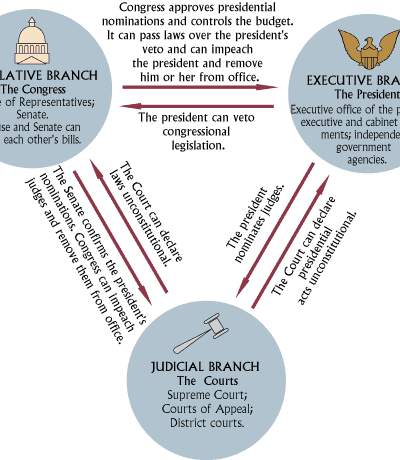 Congress approves presidential
nominations and controls the budget.
It can pass laws over the president's
veto and can impeach
the president and remove
him or her from office.
The president can veto
congressional
legislation.
LATIVE BRANCH
The Congress
e of Representatives;
Senate.
se and Senate can
each other's bills.
EXECUTIVE BRA
The President
Executive office of the p
executive and cabinet
ments; independe
government
agencies.
The Court can declare
laws unconstitutional.
The Senate confirms the president's
nominations. Congress can impeach
judges and remove them from office.
The president
nominates judges.
The Court can declare
presidential
acts unconstitutional.
JUDICIAL BRANCH
The Courts
Supreme Court;
Courts of Appeal;
District courts.